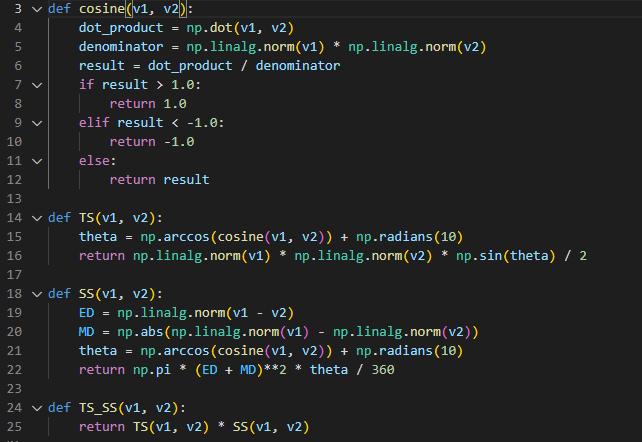 3 def cosine(v1, v2):
4     dot_product = np.dot(v1, v2)
5     denominator = np.linalg.norm(v1) * np.linalg.norm(v2)
6     result = dot_product / denominator
7     if result > 1.0:
8         return 1.0
9     elif result < -1.0:
10         return -1.0
11     else:
12         return result
13
14 def TS(v1, v2):
15     theta = np.arccos(cosine(v1, v2)) + np.radians(10)
16     return np.linalg.norm(v1) * np.linalg.norm(v2) * np.sin(theta) / 2
17
18 def SS(v1, v2):
19     ED = np.linalg.norm(v1 - v2)
20     MD = np.abs(np.linalg.norm(v1) - np.linalg.norm(v2))
21     theta = np.arccos(cosine(v1, v2)) + np.radians(10)
22     return np.pi * (ED + MD)**2 * theta / 360
23
24 def TS_SS(v1, v2):
25     return TS(v1, v2) * SS(v1, v2)